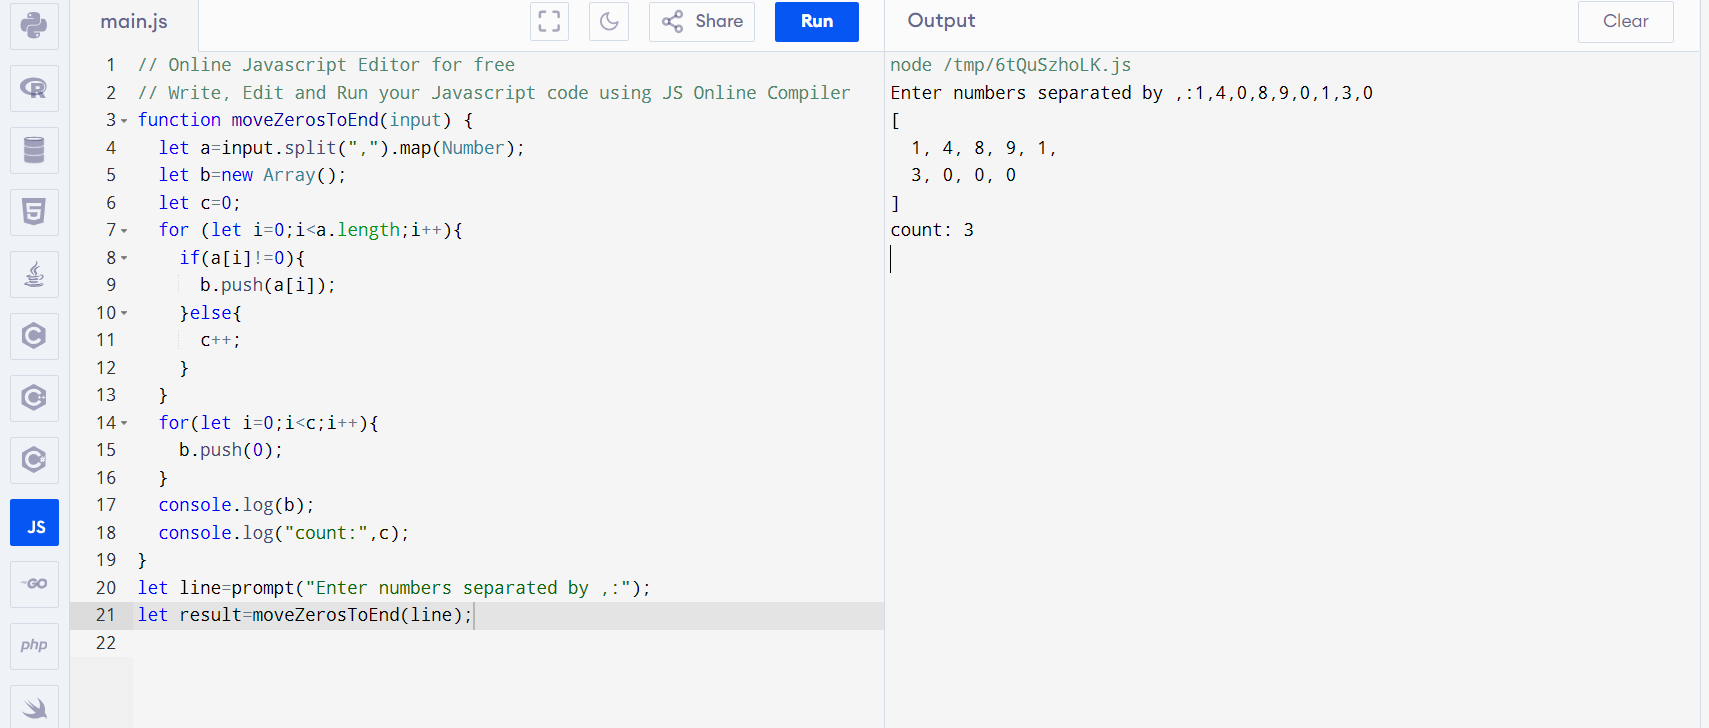 main.js
Share
Run
Output
Clear
1 // Online Javascript Editor for free
2 // Write, Edit and Run your Javascript code using JS Online Compiler
3 function moveZerosToEnd(input) {
4   let a=input.split(",").map(Number);
5   let b=new Array();
6   let c=0;
7   for (let i=0;i<a.length;i++){
8     if(a[i]!=0){
9       b.push(a[i]);
10     }else{
11       c++;
12     }
13   }
14   for(let i=0;i<c;i++){
15     b.push(0);
16   }
17   console.log(b);
18   console.log("count:",c);
19 }
20 let line=prompt("Enter numbers separated by ,:");
21 let result=moveZerosToEnd(line);
22
node /tmp/6tQuSzhoLK.js
Enter numbers separated by ,:1,4,0,8,9,0,1,3,0
[
  1, 4, 8, 9, 1,
  3, 0, 0, 0
]
count: 3
R
5
C
C
C
JS
GO
php